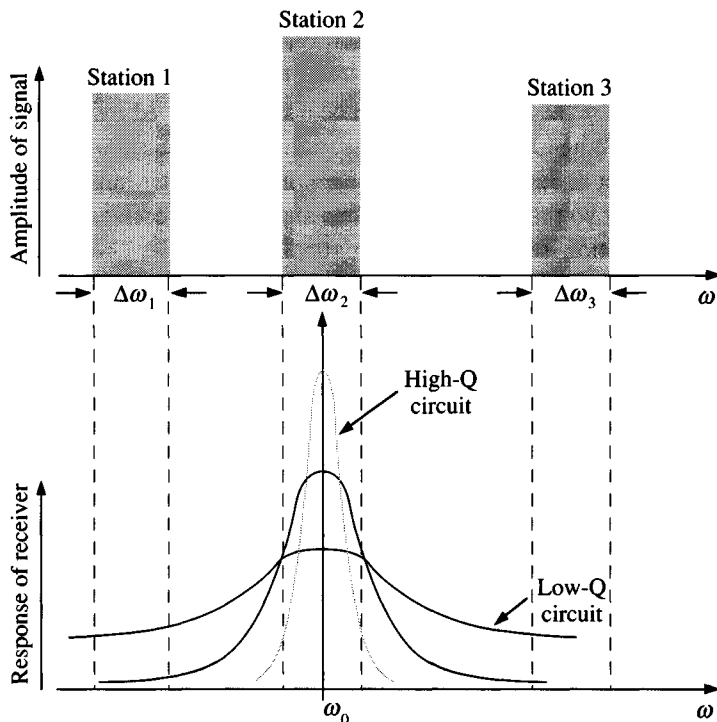 Station 2
Station 1
Station 3
Amplitude of signal
Δω₁
Δω₂
Δω₃
ω
High-Q
circuit
Response of receiver
Low-Q
circuit
ω₀
ω